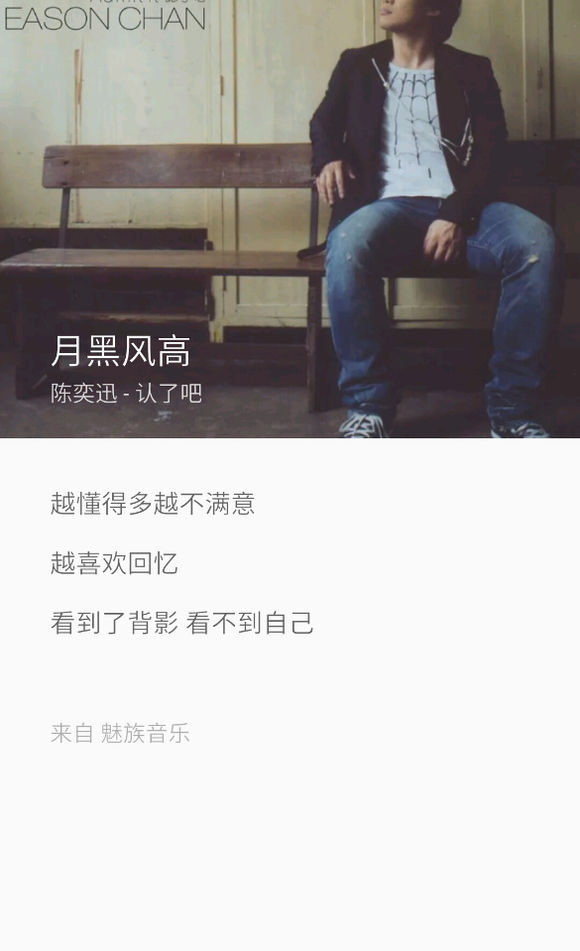 EASON CHAN
月黑风高
陈奕迅 - 认了吧
越懂得多越不满意
越喜欢回忆
看到了背影 看不到自己
来自 魅族音乐